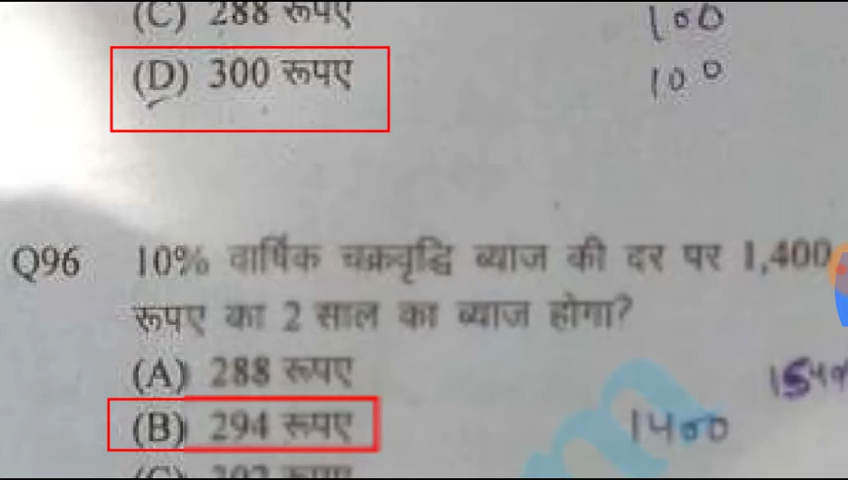 (C) 288 रूपए
100
(D) 300 रूपए
100
Q96 10% वार्षिक चक्रवृद्धि ब्याज की दर पर 1,400
रूपए का 2 साल का ब्याज होगा?
(A) 288 रूपए
(B) 294 रूपए
1400